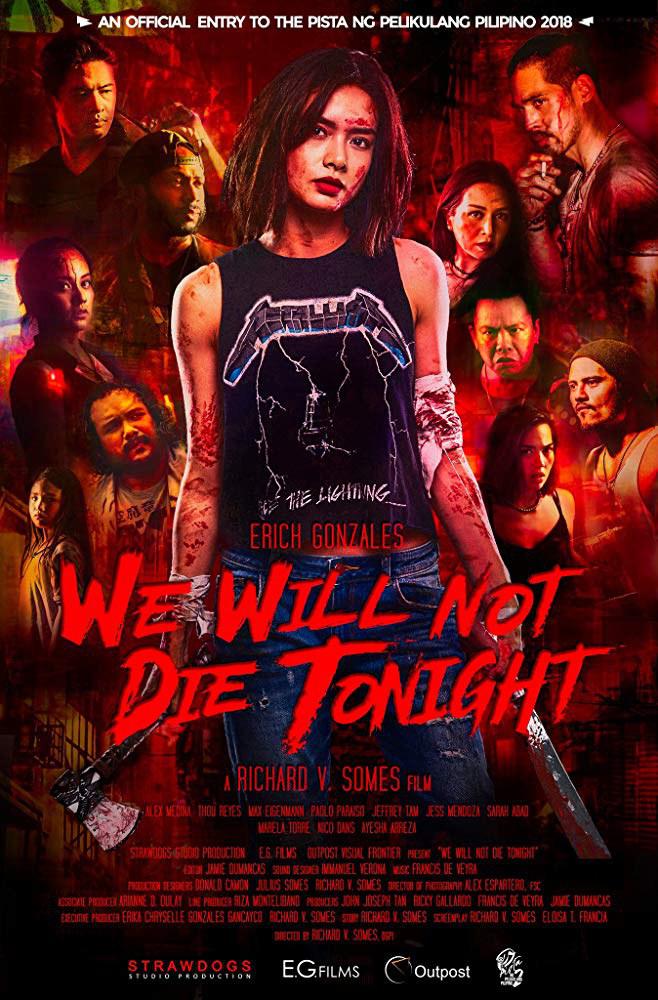 AN OFFICIAL ENTRY TO THE PISTA NG PELIKULANG PILIPINO 2018
THE LIGHTNING
ERICH GONZALES
WE WILL NOT
DIE TONIGHT
A RICHARD V. SOMES FILM
ALEX MEDINA THOU REYES MAX EIGENMANN PAOLO PARAISO JEFFREY TAM JESS MENDOZA SARAH ABAD
MARELA TORRE NICO DANS AYESHA ABREZA
STRAWDOGS STUDIO PRODUCTION E.G. FILMS OUTPOST VISUAL FRONTIER PRESENT "WE WILL NOT DIE TONIGHT"
EDITOR JAMIE DUMANCAS SOUND DESIGNER IMMANUEL VERONA MUSIC FRANCIS DE VEYRA
PRODUCTION DESIGNERS DONALD CAMON JULIUS SOMES RICHARD V. SOMES DIRECTOR OF PHOTOGRAPHY ALEX ESPARTERO, FSC
ASSOCIATE PRODUCER ARIANNE D. DULAY LINE PRODUCER RIZA MONTELIBANO PRODUCERS JOHN JOSEPH TAN RICKY GALLARDO FRANCIS DE VEYRA JAMIE DUMANCAS
EXECUTIVE PRODUCER ERIKA CHRYSELLE GONZALES GANCAYCO RICHARD V. SOMES STORY RICHARD V. SOMES SCREENPLAY RICHARD V. SOMES ELOISA T. FRANCIA
DIRECTED BY RICHARD V. SOMES, DGPI
STRAWDOGS
STUDIO PRODUCTION
E.G FILMS
Outpost